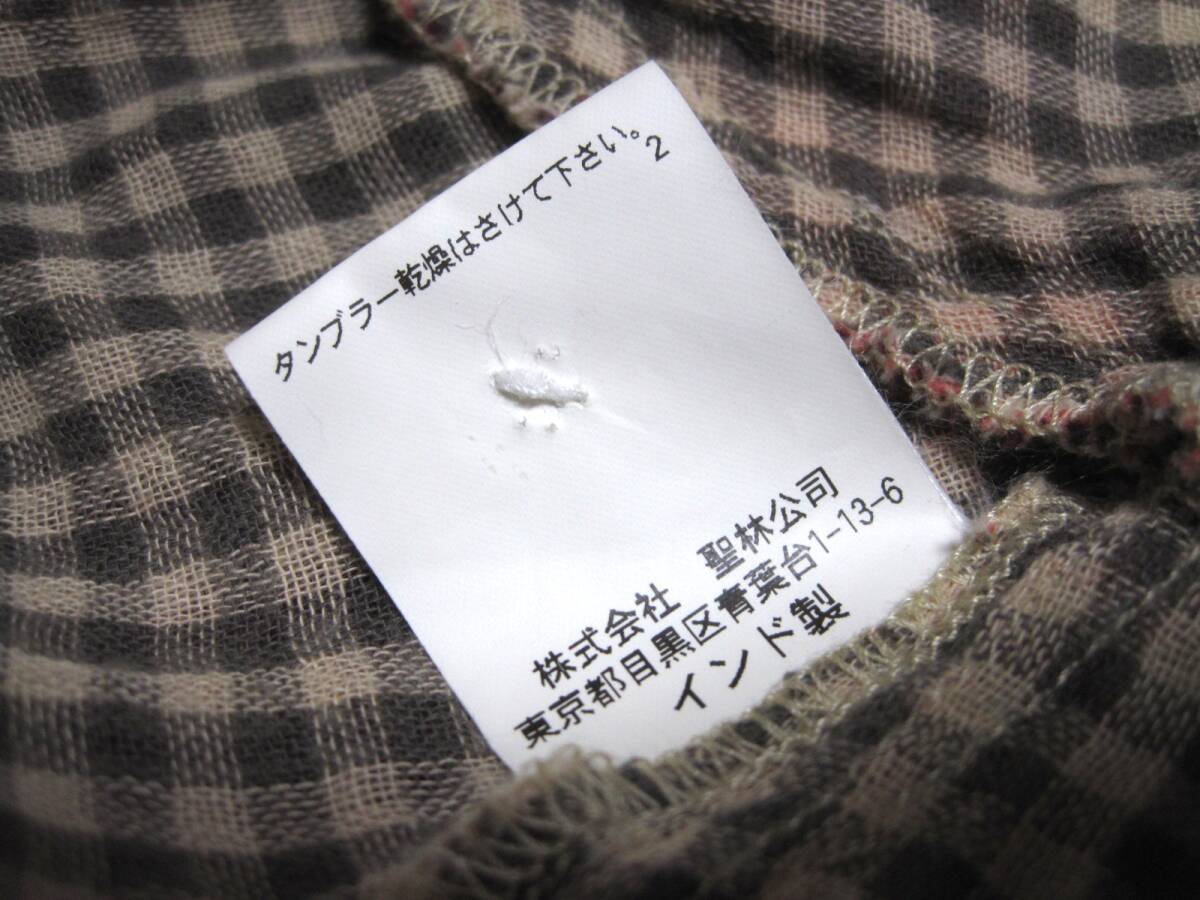 タンブラー乾燥はさけて下さい。
2
株式会社 聖林公司
東京都目黒区青葉台1-13-6
インド製